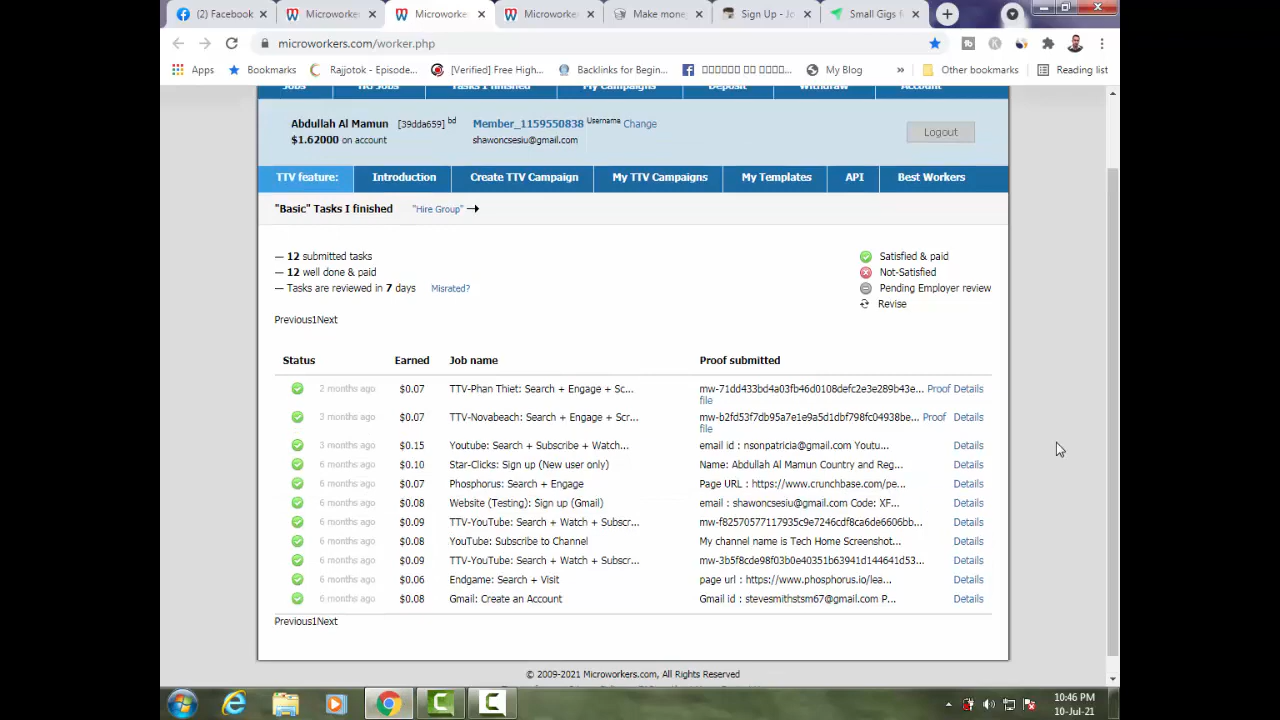 (2) Facebook
Microworkers
Microworke
Microworke
Make mone
Sign Up - Jo
Small Gigs f
microworkers.com/worker.php
Apps
Bookmarks
Rajjotok - Episode...
[Verified] Free High...
Backlinks for Begin...
My Blog
»
Other bookmarks
Reading list
Jobs
TTV Jobs
Tasks I finished
My Campaigns
Deposit
Withdraw
Account
Abdullah Al Mamun [39dda659] bd
Member_1159550838 Username Change
Logout
$1.62000 on account
shawoncsesiu@gmail.com
TTV feature:
Introduction
Create TTV Campaign
My TTV Campaigns
My Templates
API
Best Workers
"Basic" Tasks I finished "Hire Group"
— 12 submitted tasks
— 12 well done & paid
— Tasks are reviewed in 7 days Misrated?
Satisfied & paid
Not-Satisfied
Pending Employer review
Revise
Previous1Next
Status Earned Job name Proof submitted
2 months ago $0.07 TTV-Phan Thiet: Search + Engage + Sc... mw-71dd433bd4a03fb46d0108defc2e3e289b43e... Proof Details
file
3 months ago $0.07 TTV-Novabeach: Search + Engage + Scr... mw-b2fd53f7db95a7e1e9a5d1dbf798fc04938be... Proof Details
file
3 months ago $0.15 Youtube: Search + Subscribe + Watch... email id : nsonpatricia@gmail.com Youtu... Details
6 months ago $0.10 Star-Clicks: Sign up (New user only) Name: Abdullah Al Mamun Country and Reg... Details
6 months ago $0.07 Phosphorus: Search + Engage Page URL : https://www.crunchbase.com/pe... Details
6 months ago $0.08 Website (Testing): Sign up (Gmail) email : shawoncsesiu@gmail.com Code: XF... Details
6 months ago $0.09 TTV-YouTube: Search + Watch + Subscr... mw-f82570577117935c9e7246cdf8ca6de6606bb... Details
6 months ago $0.08 YouTube: Subscribe to Channel My channel name is Tech Home Screenshot... Details
6 months ago $0.09 TTV-YouTube: Search + Watch + Subscr... mw-3b5f8cde98f03b0e40351b63941d144641d53... Details
6 months ago $0.06 Endgame: Search + Visit page url : https://www.phosphorus.io/lea... Details
6 months ago $0.08 Gmail: Create an Account Gmail id : stevesmithstsm67@gmail.com P... Details
Previous1Next
© 2009-2021 Microworkers.com, All Rights Reserved
10:46 PM
10-Jul-21